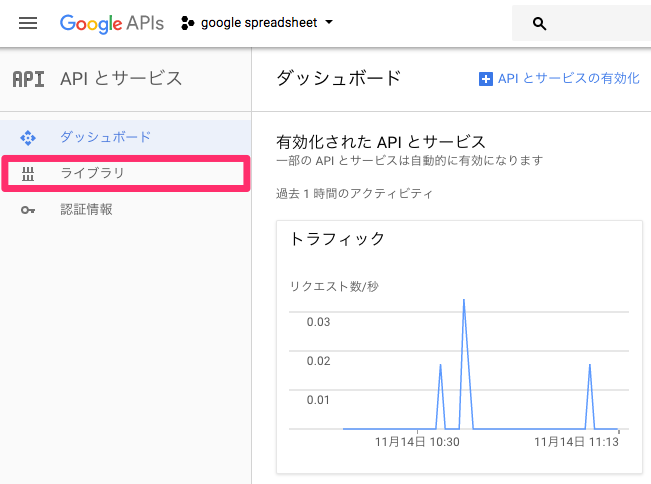 Google APIs google spreadsheet
API APIとサービス
ダッシュボード
APIとサービスの有効化
ダッシュボード
ライブラリ
認証情報
有効化された API とサービス
一部の API とサービスは自動的に有効になります
過去 1 時間のアクティビティ
トラフィック
リクエスト数/秒
0.03
0.02
0.01
11月14日 10:30
11月14日 11:13